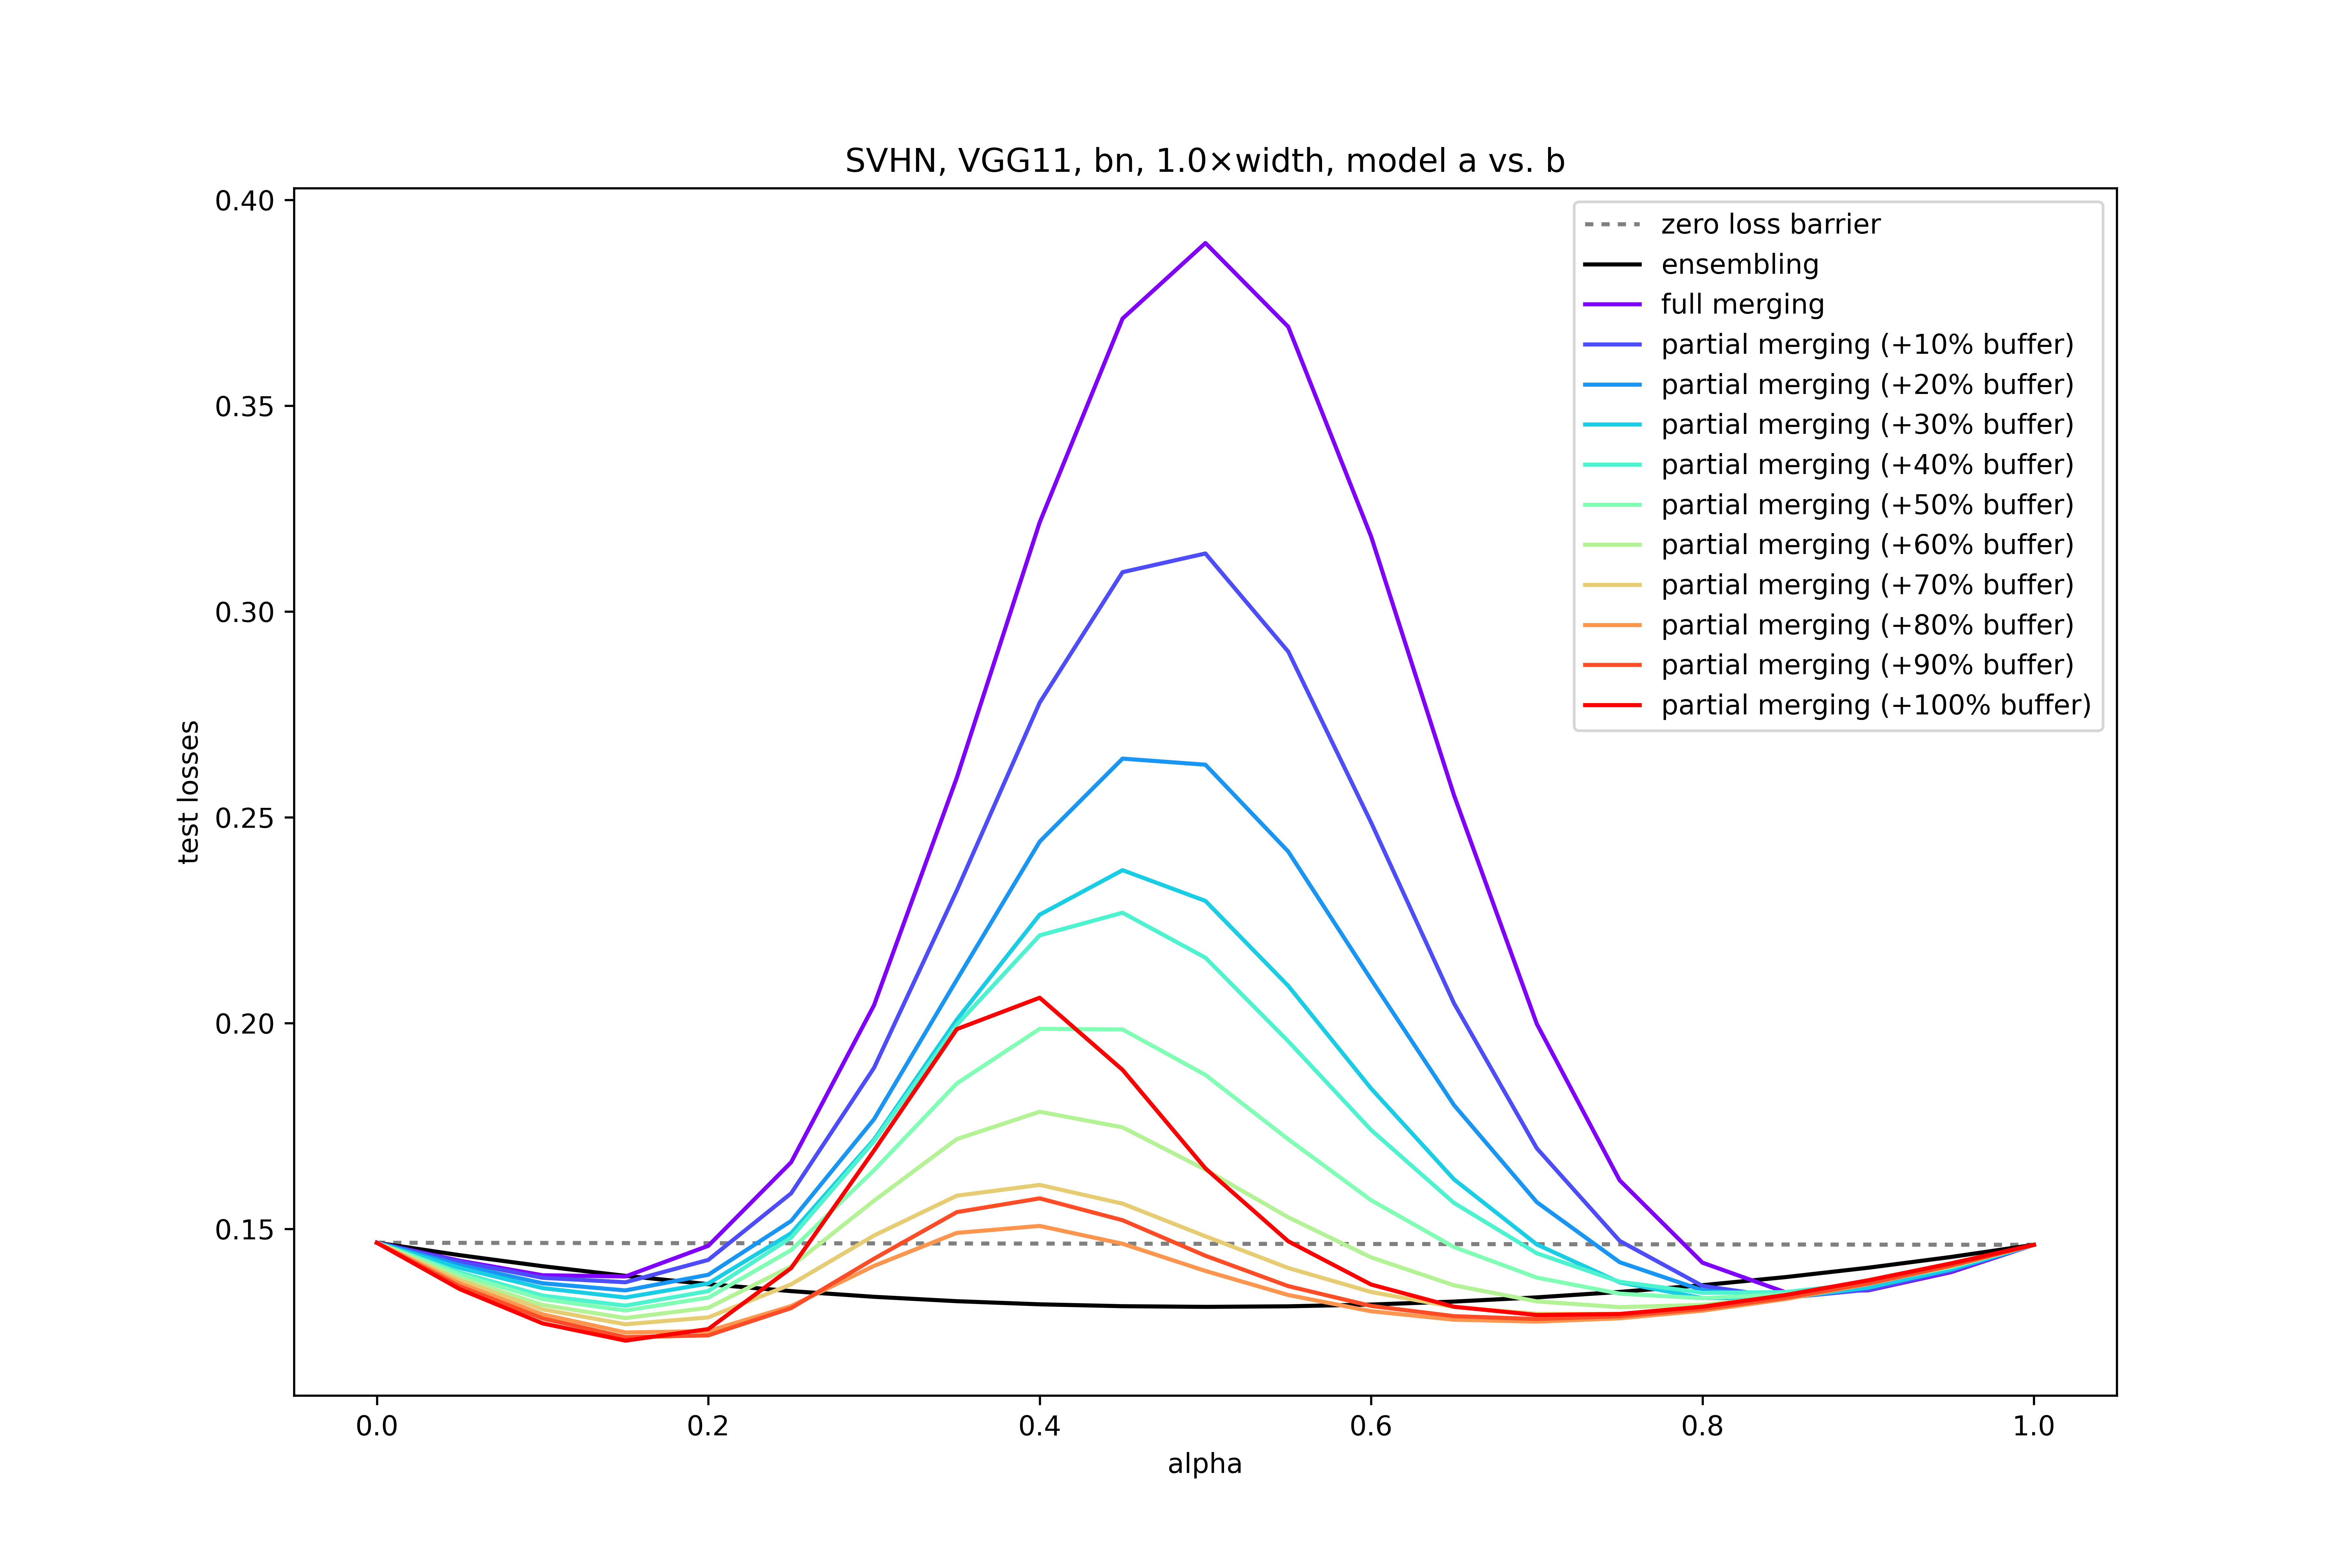 SVHN, VGG11, bn, 1.0×width, model a vs. b
0.40
0.35
0.30
0.25
0.20
0.15
test losses
zero loss barrier
ensembling
full merging
partial merging (+10% buffer)
partial merging (+20% buffer)
partial merging (+30% buffer)
partial merging (+40% buffer)
partial merging (+50% buffer)
partial merging (+60% buffer)
partial merging (+70% buffer)
partial merging (+80% buffer)
partial merging (+90% buffer)
partial merging (+100% buffer)
0.0 0.2 0.4 0.6 0.8 1.0
alpha